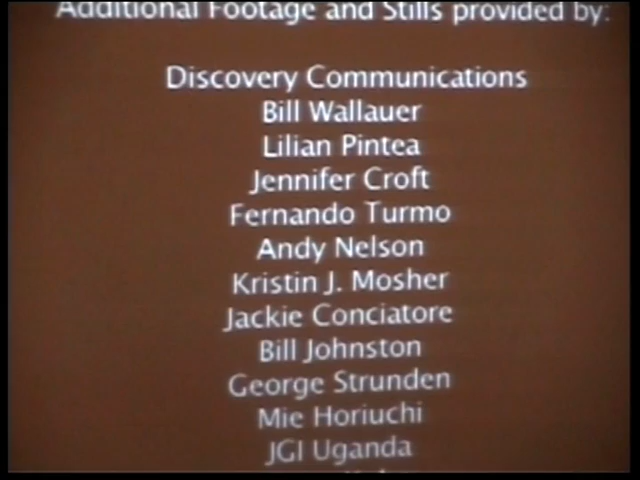 Additional Footage and Stills provided by:
Discovery Communications
Bill Wallauer
Lilian Pintea
Jennifer Croft
Fernando Turmo
Andy Nelson
Kristin J. Mosher
Jackie Conciatore
Bill Johnston
George Strunden
Mie Horiuchi
JGI Uganda